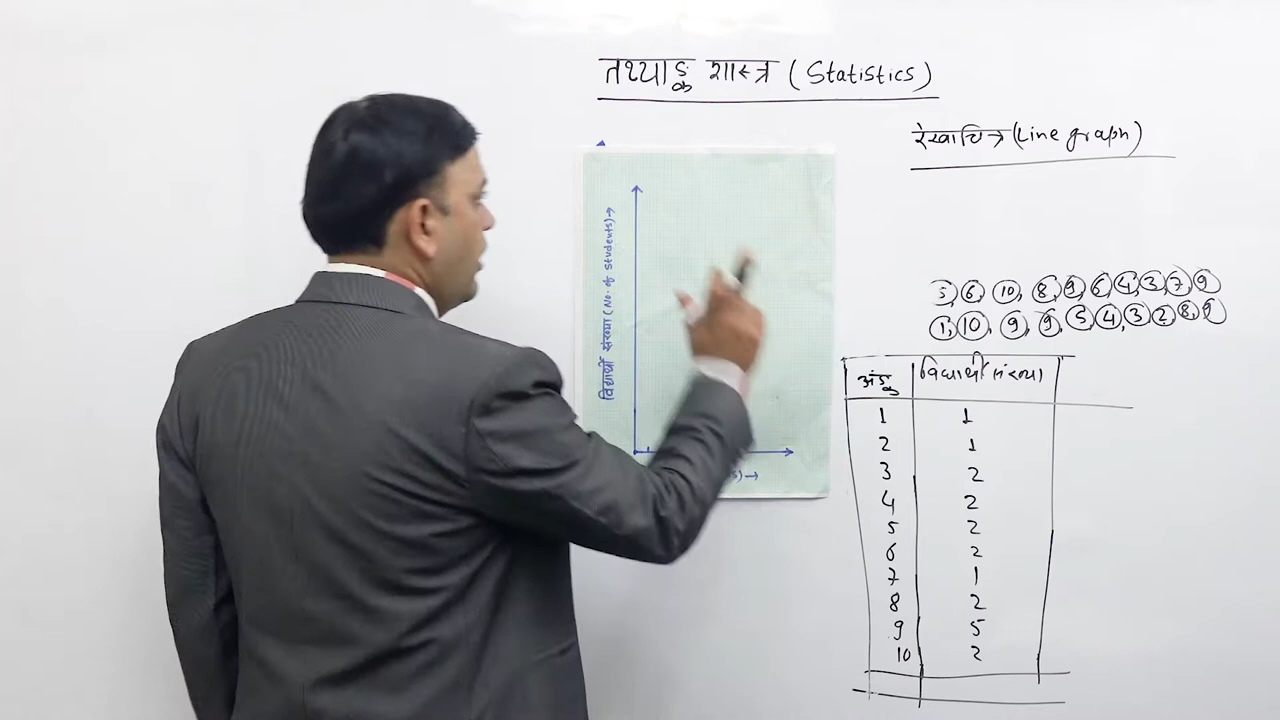 तथ्याङ्क शास्त्र (Statistics)
रेखाचित्र (Line graph)
विद्यार्थी संख्या (No. of Students)→
s)→
5, 6, 10, 8, 9, 6, 4, 3, 7, 9
1, 10, 9, 9, 5, 4, 3, 2, 8, 9
अङ्क विद्यार्थी संख्या
1 1
2 1
3 2
4 2
5 2
6 2
7 1
8 2
9 5
10 2